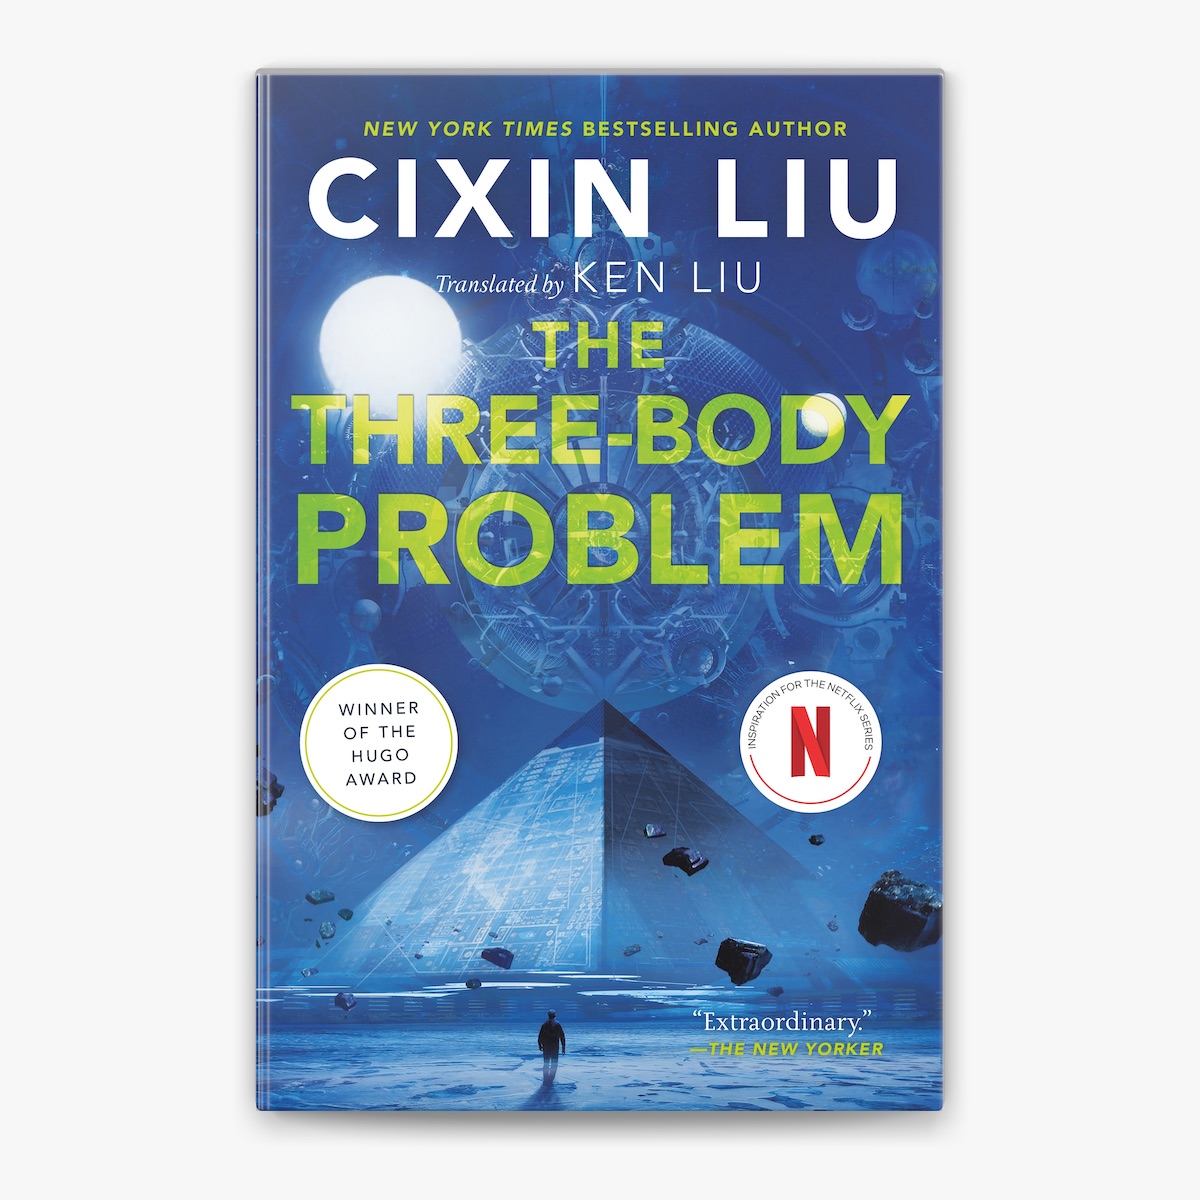 NEW YORK TIMES BESTSELLING AUTHOR
CIXIN LIU
Translated by KEN LIU
THE
THREE-BODY
PROBLEM
WINNER
OF THE
HUGO
AWARD
INSPIRATION FOR THE NETFLIX SERIES
N
“Extraordinary.”
—THE NEW YORKER